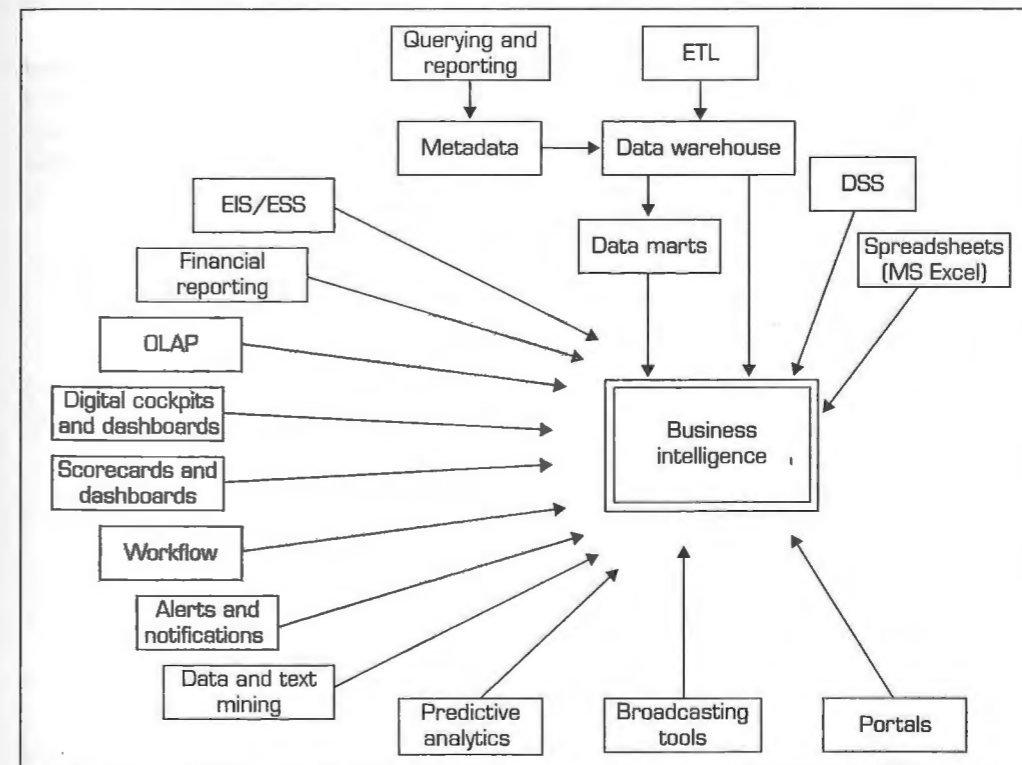 Querying and
reporting
ETL
Metadata
Data warehouse
DSS
EIS/ESS
Data marts
Spreadsheets
(MS Excel)
Financial
reporting
OLAP
Digital cockpits
and dashboards
Business
intelligence
Scorecards and
dashboards
Workflow
Alerts and
notifications
Data and text
mining
Predictive
analytics
Broadcasting
tools
Portals